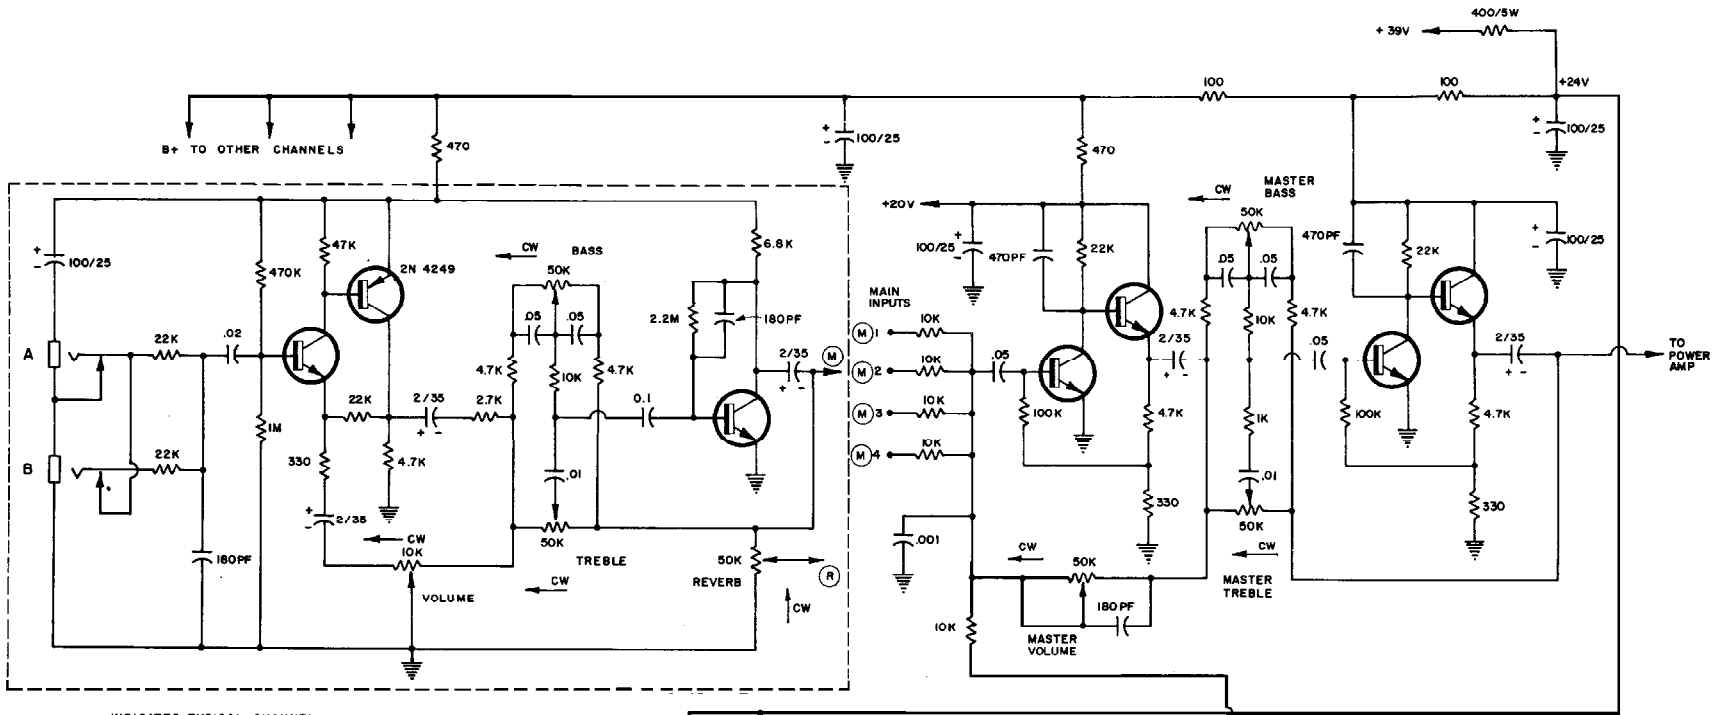 400/5W
+ 39V
100
100
+24V
+ - 100/25
+ - 100/25
B+ TO OTHER CHANNELS
470
470
MASTER
BASS
CW
50K
+20V
+ - 100/25
470PF
22K
470PF
22K
+ - 100/25
+ - 100/25
47K
470K
2N 4249
CW
BASS
50K
6.8K
.05
.05
2.2M
180PF
MAIN
INPUTS
.05
.05
4.7K
10K
4.7K
A
22K
.02
2/35
+ -
M
M 1
10K
M 2
10K
M 3
10K
M 4
10K
.05
2/35
+ -
.05
2/35
+ -
TO
POWER
AMP
4.7K
10K
4.7K
22K
2/35
+ -
2.7K
0.1
100K
4.7K
1K
100K
4.7K
1M
B
22K
330
4.7K
.01
.01
330
330
+ - 2/35
CW
10K
50K
TREBLE
CW
VOLUME
50K
REVERB
R
CW
180PF
.001
CW
50K
180PF
50K
CW
MASTER
TREBLE
10K
MASTER
VOLUME